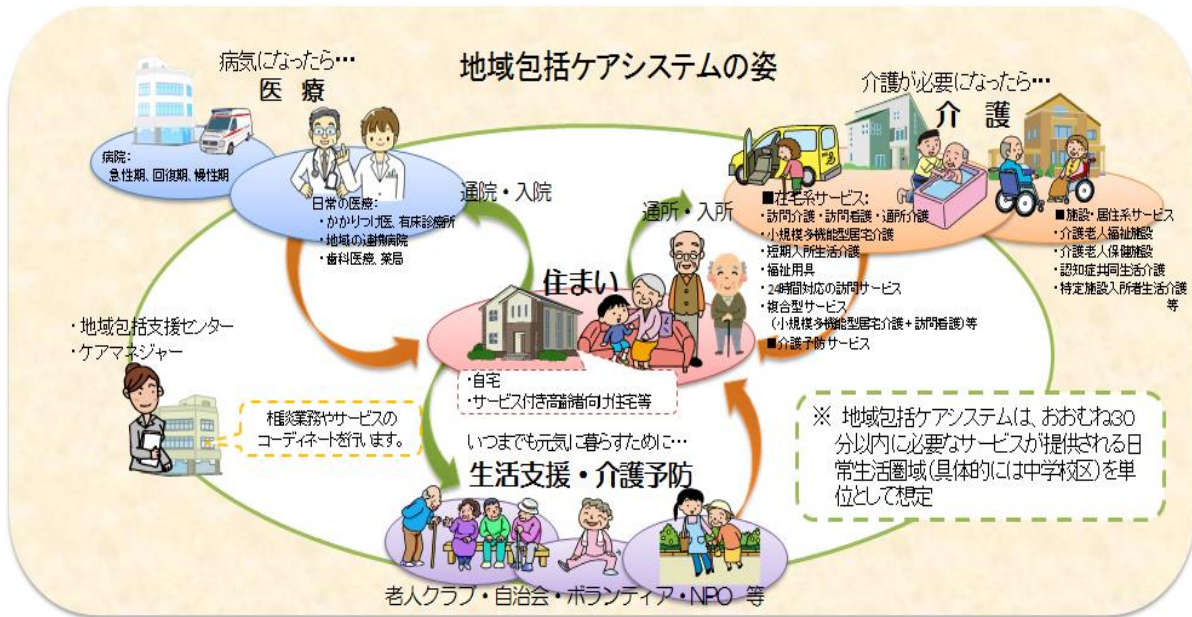 地域包括ケアシステムの姿
病気になったら･･･
医 療
病院:
急性期、回復期、慢性期
日常の医療:
・かかりつけ医、有床診療所
・地域の連携病院
・歯科医療、薬局
通院・入院
通所・入所
介護が必要になったら･･･
介 護
■在宅系サービス:
・訪問介護・訪問看護・通所介護
・小規模多機能型居宅介護
・短期入所生活介護
・福祉用具
・24時間対応の訪問サービス
・複合型サービス
(小規模多機能型居宅介護+訪問看護)等
■介護予防サービス
■施設・居住系サービス
・介護老人福祉施設
・介護老人保健施設
・認知症共同生活介護
・特定施設入所者生活介護
等
住まい
・自宅
・サービス付き高齢者向け住宅等
・地域包括支援センター
・ケアマネジャー
相談業務やサービスの
コーディネートを行います。
いつまでも元気に暮らすために･･･
生活支援・介護予防
老人クラブ・自治会・ボランティア・NPO 等
※ 地域包括ケアシステムは、おおむね30
分以内に必要なサービスが提供される日
常生活圏域(具体的には中学校区)を単
位として想定